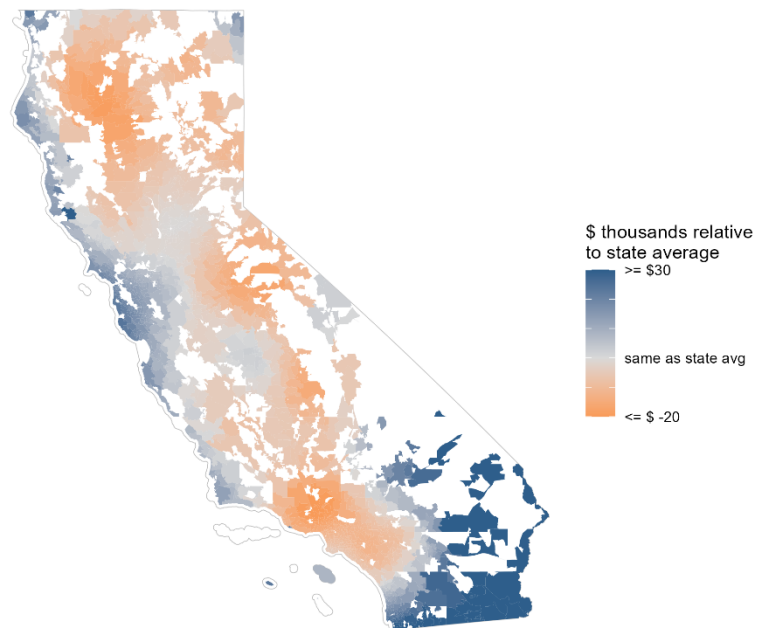 $ thousands relative
to state average
>= $30
same as state avg
<= $ -20